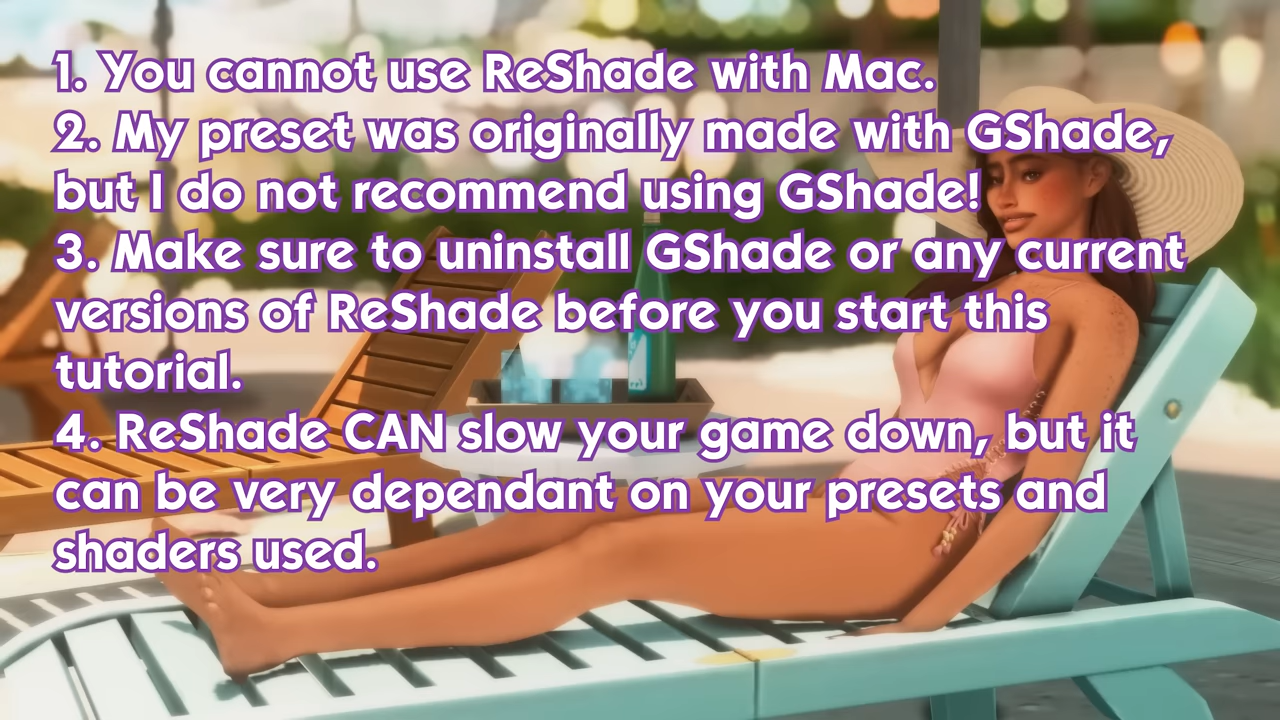 1. You cannot use ReShade with Mac.
2. My preset was originally made with GShade,
but I do not recommend using GShade!
3. Make sure to uninstall GShade or any current
versions of ReShade before you start this
tutorial.
4. ReShade CAN slow your game down, but it
can be very dependant on your presets and
shaders used.